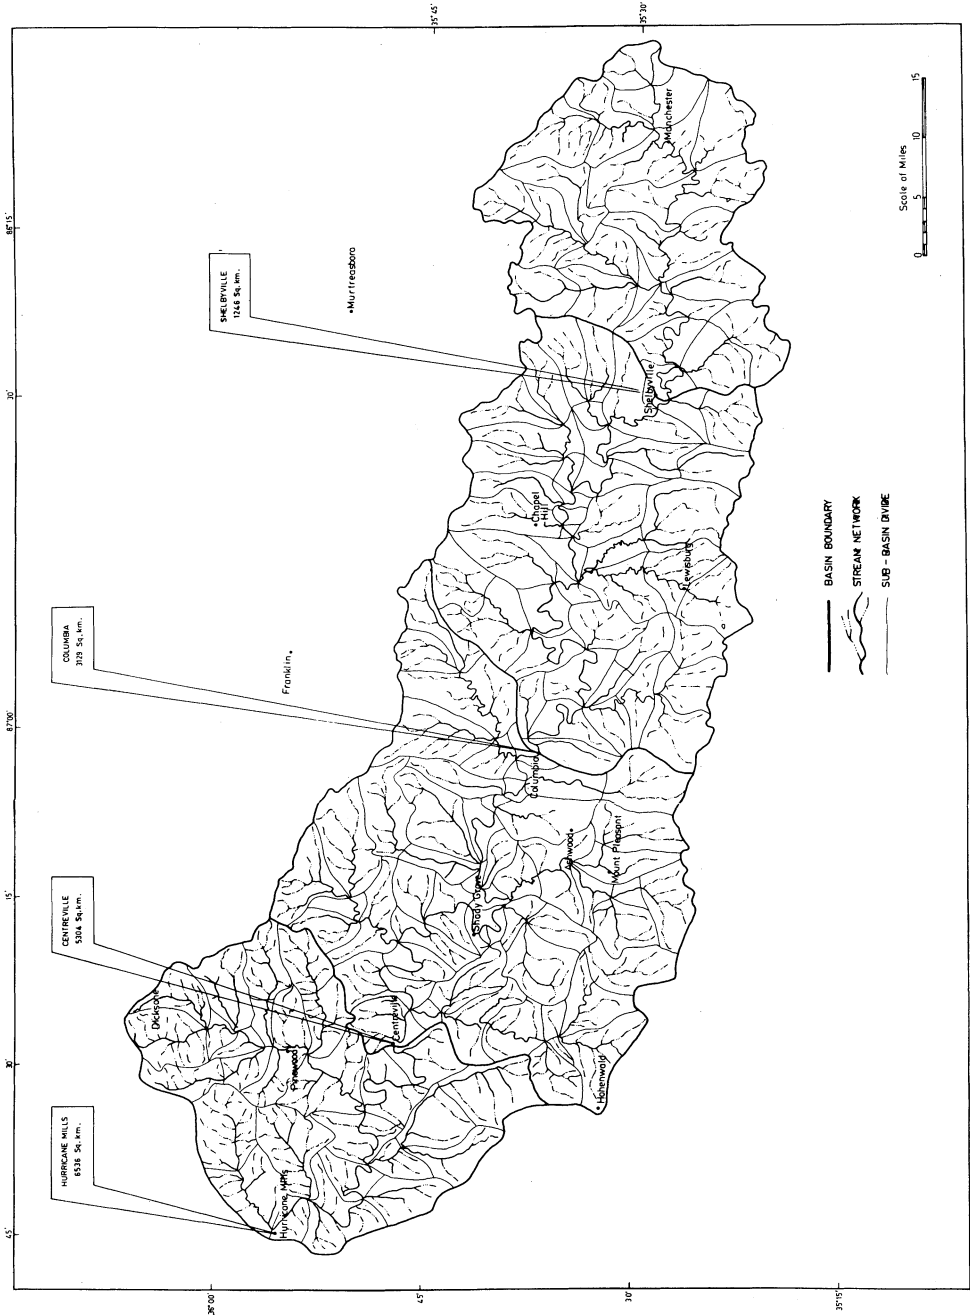 35°45'
35°30'
86°15'
30'
87°00'
15'
30'
45'
36°00'
45'
30'
35°15'
HURRICANE MILLS
6536 Sq. km.
CENTREVILLE
5304 Sq. km.
COLUMBIA
3129 Sq. km.
SHELBYVILLE
1246 Sq. km.
Murtreasboro
Franklin
Dicksone
Pinewood
Hurricane Mills
Centreville
Hohenwald
Shady Grove
Ashwood
Mount Pleasant
Columbia
Chapel
Hill
Lewisburg
Shelbyville
Manchester
BASIN BOUNDARY
STREAM NETWORK
SUB - BASIN DIVIDE
Scale of Miles
0 5 10 15